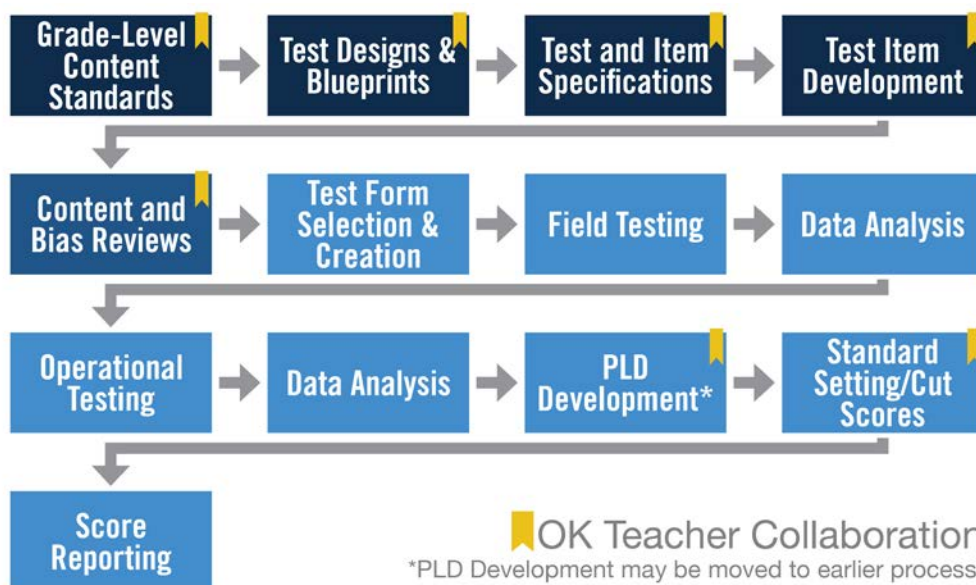 Grade-Level
Content
Standards
Test Designs &
Blueprints
Test and Item
Specifications
Test Item
Development
Content and
Bias Reviews
Test Form
Selection &
Creation
Field Testing
Data Analysis
Operational
Testing
Data Analysis
PLD
Development*
Standard
Setting/Cut
Scores
Score
Reporting
OK Teacher Collaboration
*PLD Development may be moved to earlier process